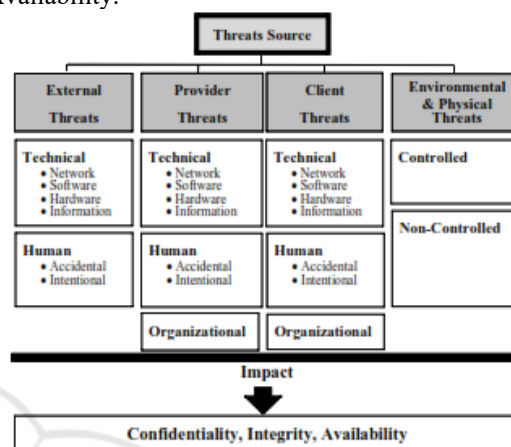 Availability.
Threats Source
External
Threats
Provider
Threats
Client
Threats
Environmental
& Physical
Threats
Technical
• Network
• Software
• Hardware
• Information
Technical
• Network
• Software
• Hardware
• Information
Technical
• Network
• Software
• Hardware
• Information
Controlled
Human
• Accidental
• Intentional
Human
• Accidental
• Intentional
Human
• Accidental
• Intentional
Non-Controlled
Organizational
Organizational
Impact
Confidentiality, Integrity, Availability